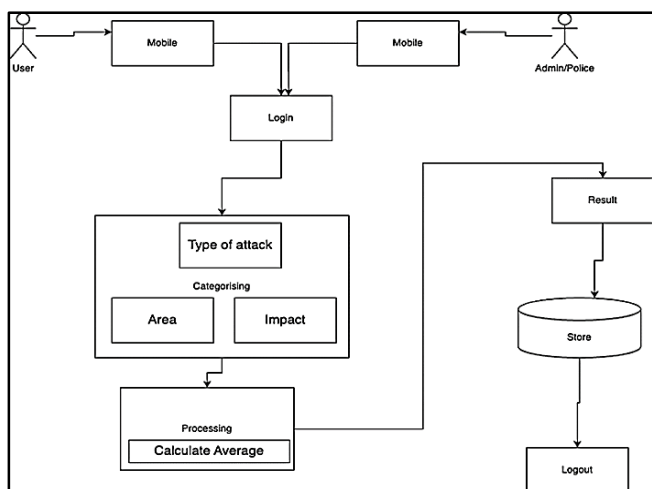 User
Mobile
Mobile
Admin/Police
Login
Type of attack
Categorising
Area
Impact
Processing
Calculate Average
Result
Store
Logout